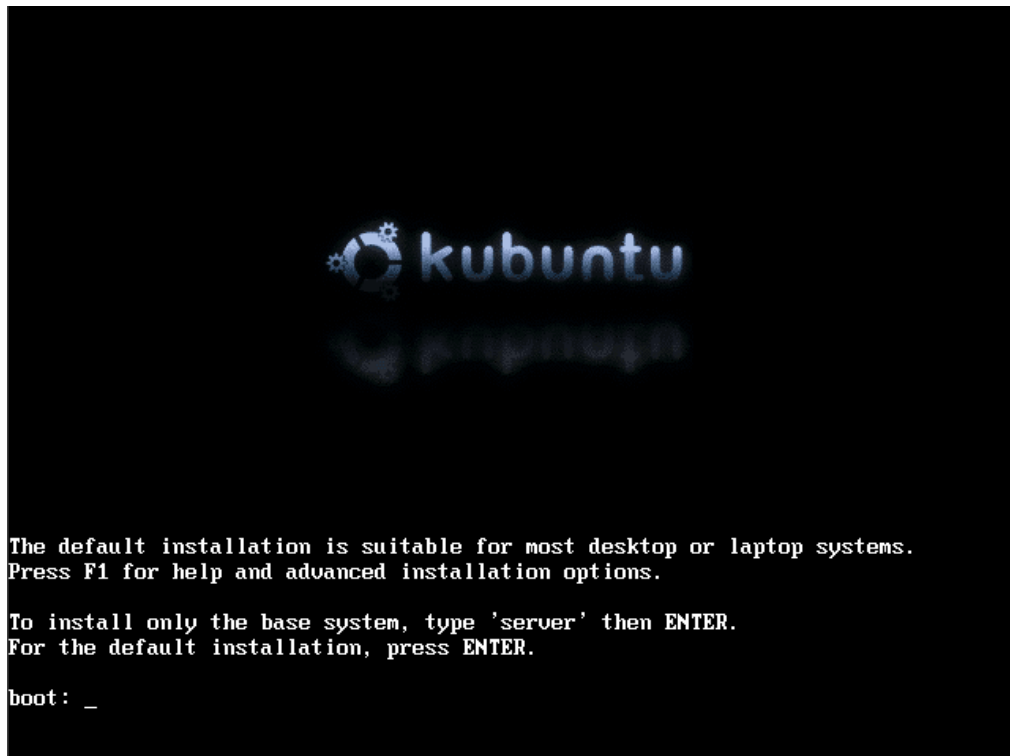 kubuntu
The default installation is suitable for most desktop or laptop systems.
Press F1 for help and advanced installation options.
To install only the base system, type 'server' then ENTER.
For the default installation, press ENTER.
boot: _